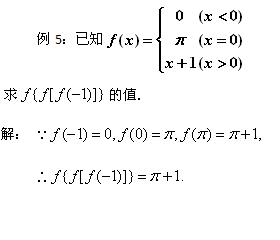 例 5：已知 f(x) = { 0 (x < 0)
π (x = 0)
x + 1 (x > 0)
求 f{f[f(−1)]} 的值.
解： ∵ f(−1) = 0, f(0) = π, f(π) = π + 1,
∴ f{f[f(−1)]} = π + 1.